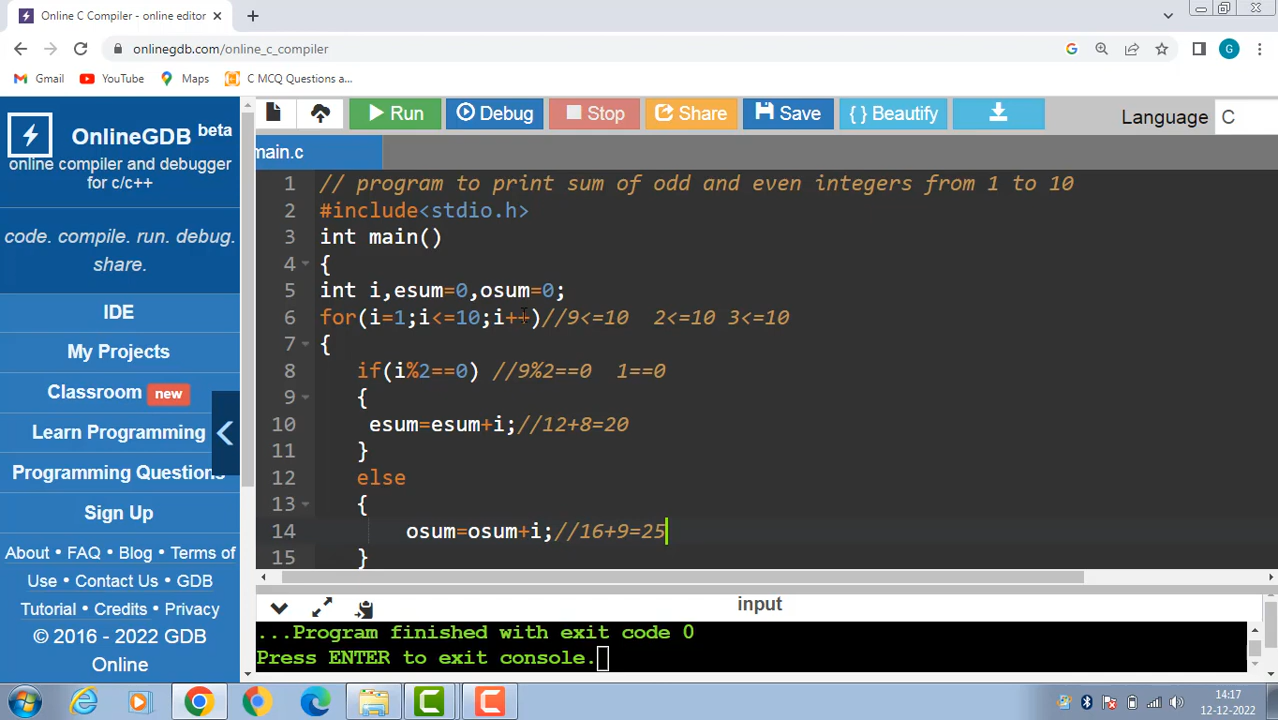 Online C Compiler - online editor
onlinegdb.com/online_c_compiler
G
Gmail YouTube Maps C MCQ Questions a...
OnlineGDB beta
online compiler and debugger
for c/c++
code. compile. run. debug.
share.
IDE
My Projects
Classroom new
Learn Programming
Programming Questions
Sign Up
About • FAQ • Blog • Terms of
Use • Contact Us • GDB
Tutorial • Credits • Privacy
© 2016 - 2022 GDB
Online
Run Debug Stop Share Save { } Beautify Language C
main.c
1 // program to print sum of odd and even integers from 1 to 10
2 #include<stdio.h>
3 int main()
4 {
5 int i,esum=0,osum=0;
6 for(i=1;i<=10;i++)//9<=10  2<=10 3<=10
7 {
8 if(i%2==0) //9%2==0  1==0
9 {
10 esum=esum+i;//12+8=20
11 }
12 else
13 {
14 osum=osum+i;//16+9=25
15 }
input
...Program finished with exit code 0
Press ENTER to exit console.
14:17
12-12-2022